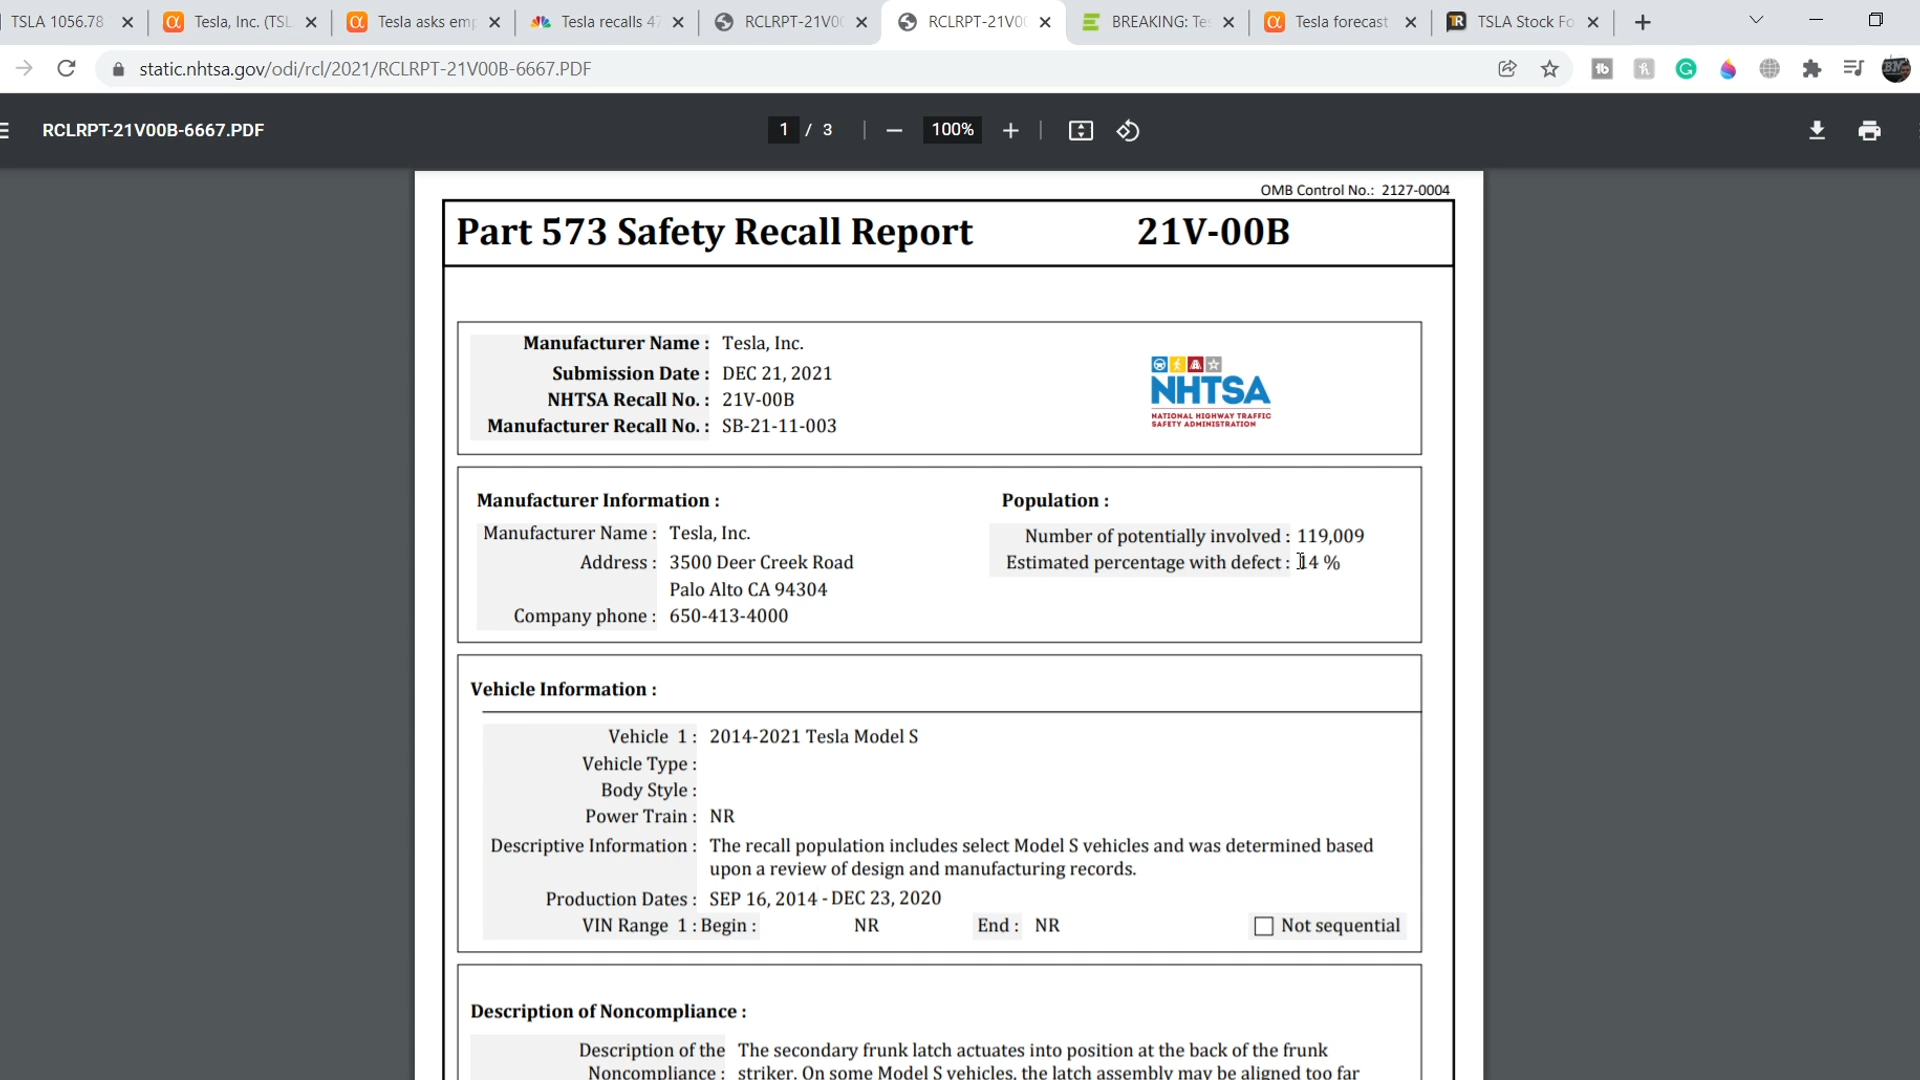 TSLA 1056.78
Tesla, Inc. (TSL
Tesla asks emp
Tesla recalls 47
RCLRPT-21V00
RCLRPT-21V00
BREAKING: Tes
Tesla forecast
TSLA Stock Fo
static.nhtsa.gov/odi/rcl/2021/RCLRPT-21V00B-6667.PDF
RCLRPT-21V00B-6667.PDF
1 / 3
100%
OMB Control No.: 2127-0004
Part 573 Safety Recall Report 21V-00B
Manufacturer Name : Tesla, Inc.
Submission Date : DEC 21, 2021
NHTSA Recall No. : 21V-00B
Manufacturer Recall No. : SB-21-11-003
NHTSA
NATIONAL HIGHWAY TRAFFIC
SAFETY ADMINISTRATION
Manufacturer Information :
Manufacturer Name : Tesla, Inc.
Address : 3500 Deer Creek Road
Palo Alto CA 94304
Company phone : 650-413-4000
Population :
Number of potentially involved : 119,009
Estimated percentage with defect : 14 %
Vehicle Information :
Vehicle 1 : 2014-2021 Tesla Model S
Vehicle Type :
Body Style :
Power Train : NR
Descriptive Information : The recall population includes select Model S vehicles and was determined based
upon a review of design and manufacturing records.
Production Dates : SEP 16, 2014 - DEC 23, 2020
VIN Range 1 : Begin : NR End : NR Not sequential
Description of Noncompliance :
Description of the The secondary frunk latch actuates into position at the back of the frunk
Noncompliance : striker. On some Model S vehicles, the latch assembly may be aligned too far